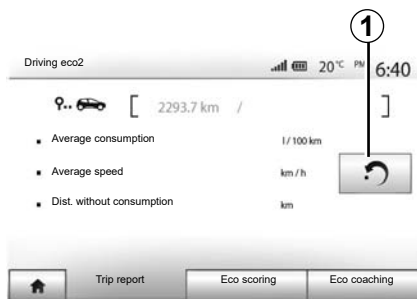 1
Driving eco2 20°C PM 6:40
[ 2293.7 km / ]
Average consumption l / 100 km
Average speed km / h
Dist. without consumption km
Trip report Eco scoring Eco coaching